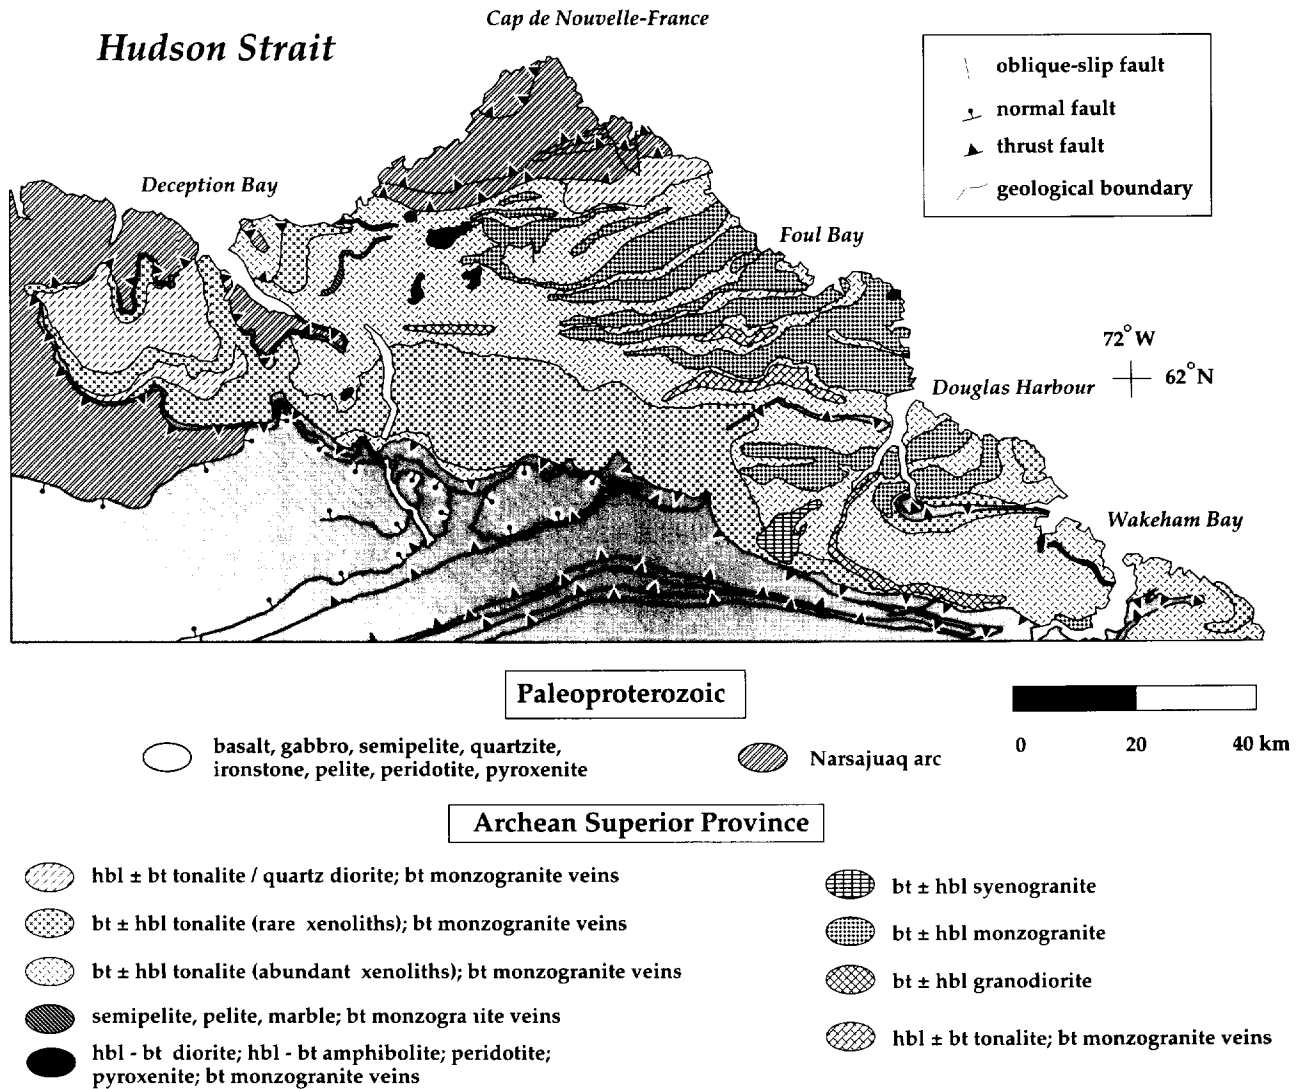 Cap de Nouvelle-France
Hudson Strait
oblique-slip fault
normal fault
thrust fault
geological boundary
Deception Bay
Foul Bay
72°W
62°N
Douglas Harbour
Wakeham Bay
Paleoproterozoic
0 20 40 km
basalt, gabbro, semipelite, quartzite,
ironstone, pelite, peridotite, pyroxenite
Narsajuaq arc
Archean Superior Province
hbl ± bt tonalite / quartz diorite; bt monzogranite veins
bt ± hbl tonalite (rare xenoliths); bt monzogranite veins
bt ± hbl tonalite (abundant xenoliths); bt monzogranite veins
semipelite, pelite, marble; bt monzogranite veins
hbl - bt diorite; hbl - bt amphibolite; peridotite;
pyroxenite; bt monzogranite veins
bt ± hbl syenogranite
bt ± hbl monzogranite
bt ± hbl granodiorite
hbl ± bt tonalite; bt monzogranite veins